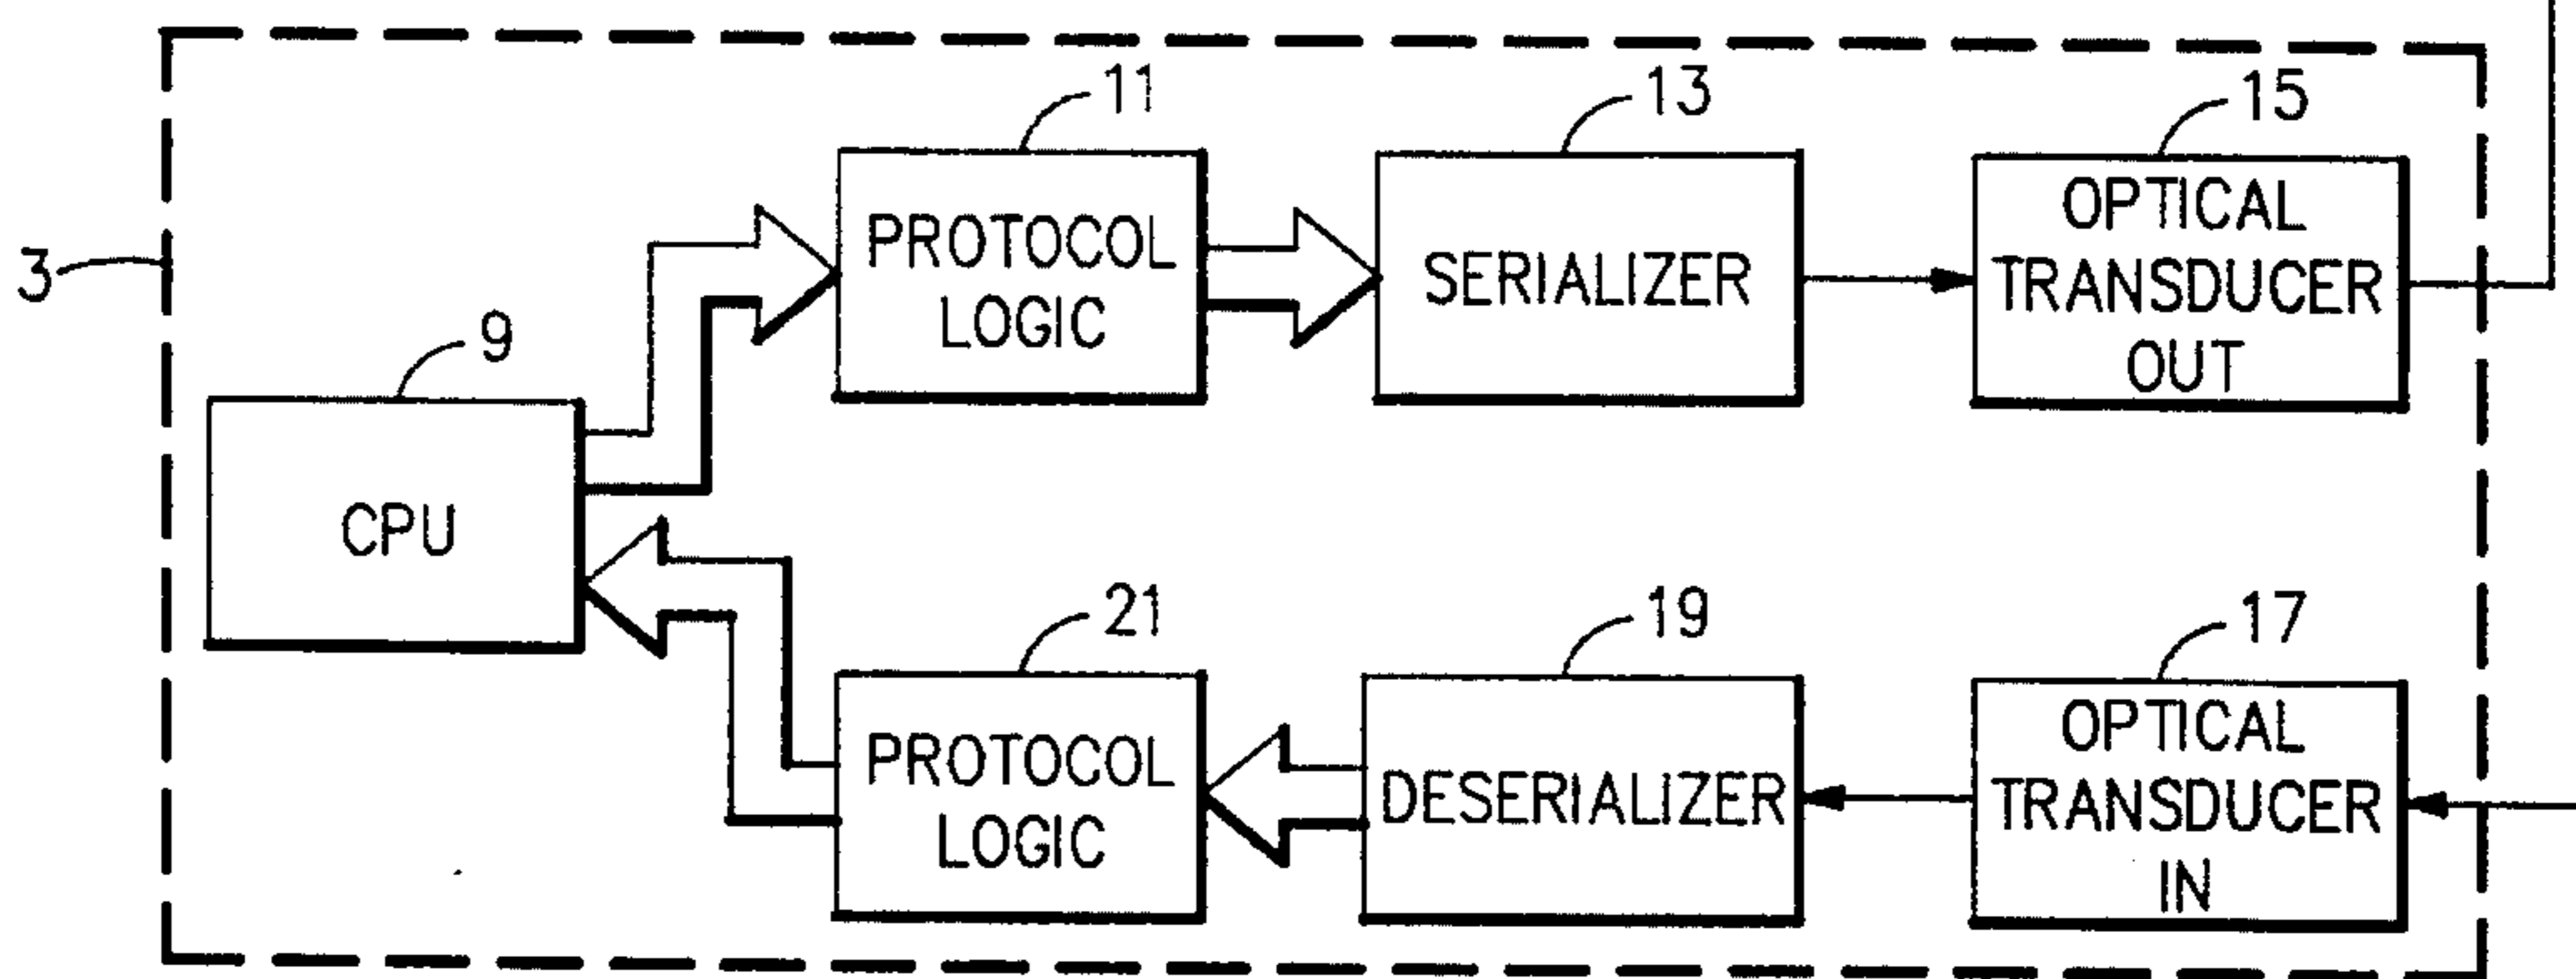 11
13
15
PROTOCOL
LOGIC
SERIALIZER
OPTICAL
TRANSDUCER
OUT
3
9
CPU
21
19
17
PROTOCOL
LOGIC
DESERIALIZER
OPTICAL
TRANSDUCER
IN